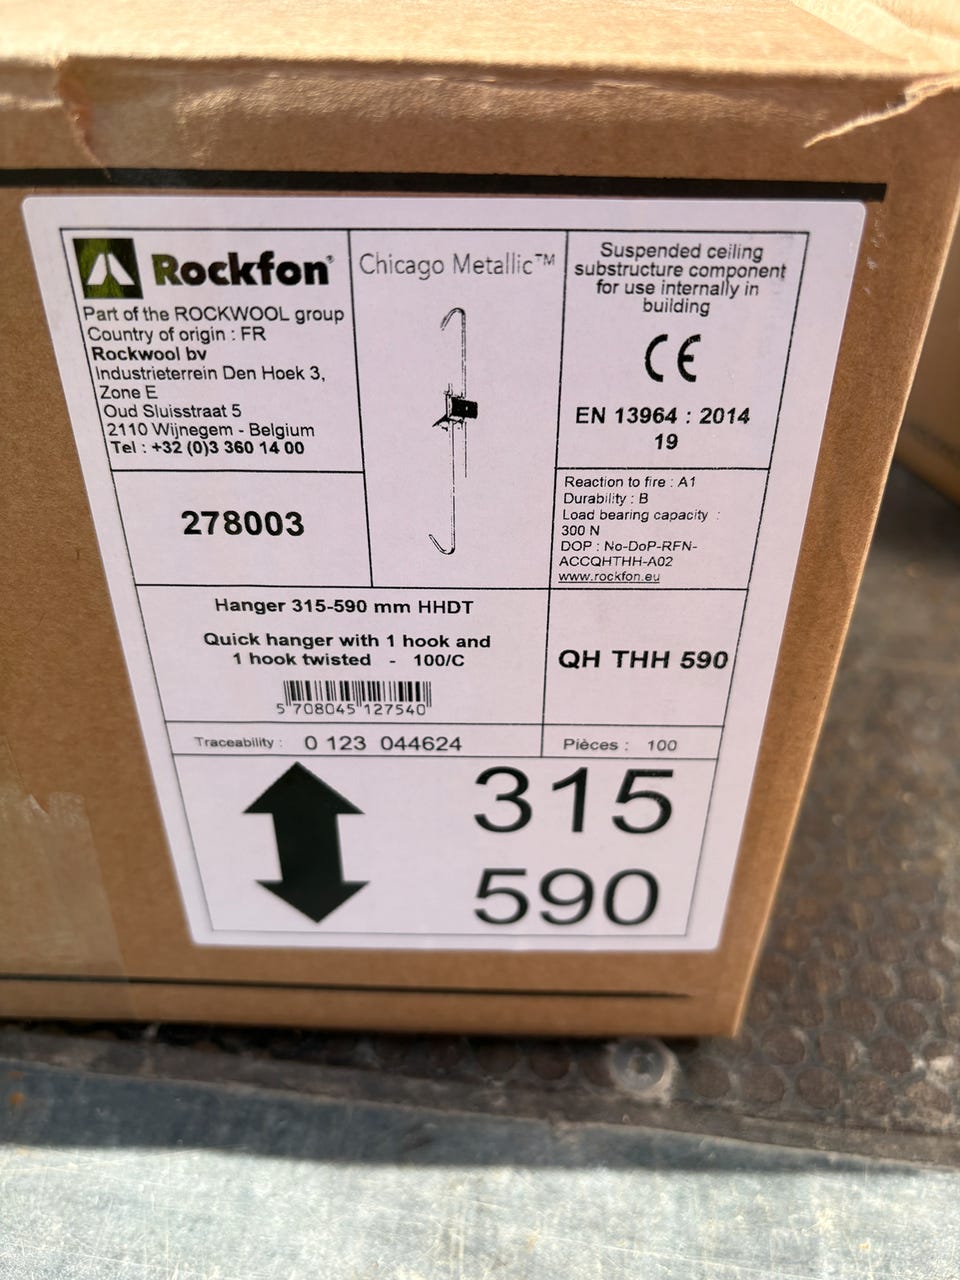 Rockfon®
Part of the ROCKWOOL group
Country of origin : FR
Rockwool bv
Industrieterrein Den Hoek 3,
Zone E
Oud Sluisstraat 5
2110 Wijnegem - Belgium
Tel : +32 (0)3 360 14 00
Chicago Metallic™
Suspended ceiling
substructure component
for use internally in
building
CE
EN 13964 : 2014
19
278003
Reaction to fire : A1
Durability : B
Load bearing capacity :
300 N
DOP : No-DoP-RFN-
ACCQHTHH-A02
www.rockfon.eu
Hanger 315-590 mm HHDT
Quick hanger with 1 hook and
1 hook twisted - 100/C
5 708045 127540
QH THH 590
Traceability : 0 123 044624
Pièces : 100
315
590